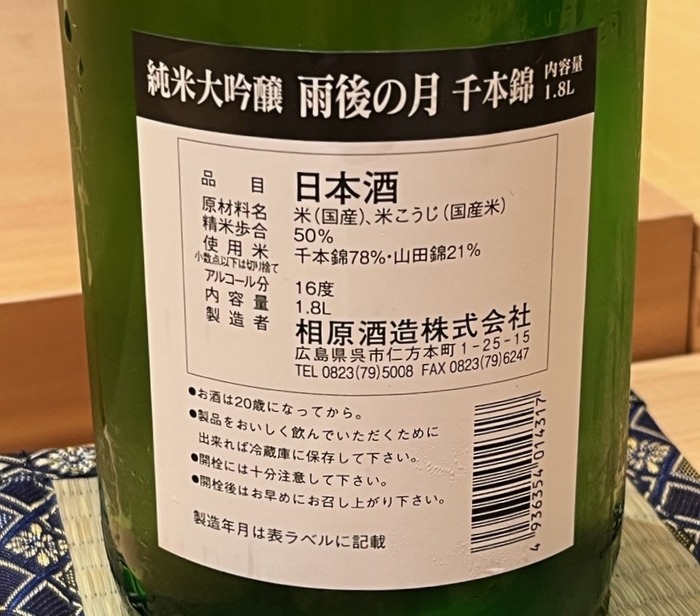 純米大吟醸 雨後の月 千本錦 内容量 1.8L
品目 日本酒
原材料名 米(国産)、米こうじ(国産米)
精米歩合 50%
使用米 千本錦78%・山田錦21%
小数点以下は切り捨て
アルコール分 16度
内容量 1.8L
製造者 相原酒造株式会社
広島県呉市仁方本町1-25-15
TEL 0823(79)5008 FAX 0823(79)6247
●お酒は20歳になってから。
●製品をおいしく飲んでいただくために
出来れば冷蔵庫に保存して下さい。
●開栓には十分注意して下さい。
●開栓後はお早めにお召し上がり下さい。
製造年月は表ラベルに記載
4 936354 014317